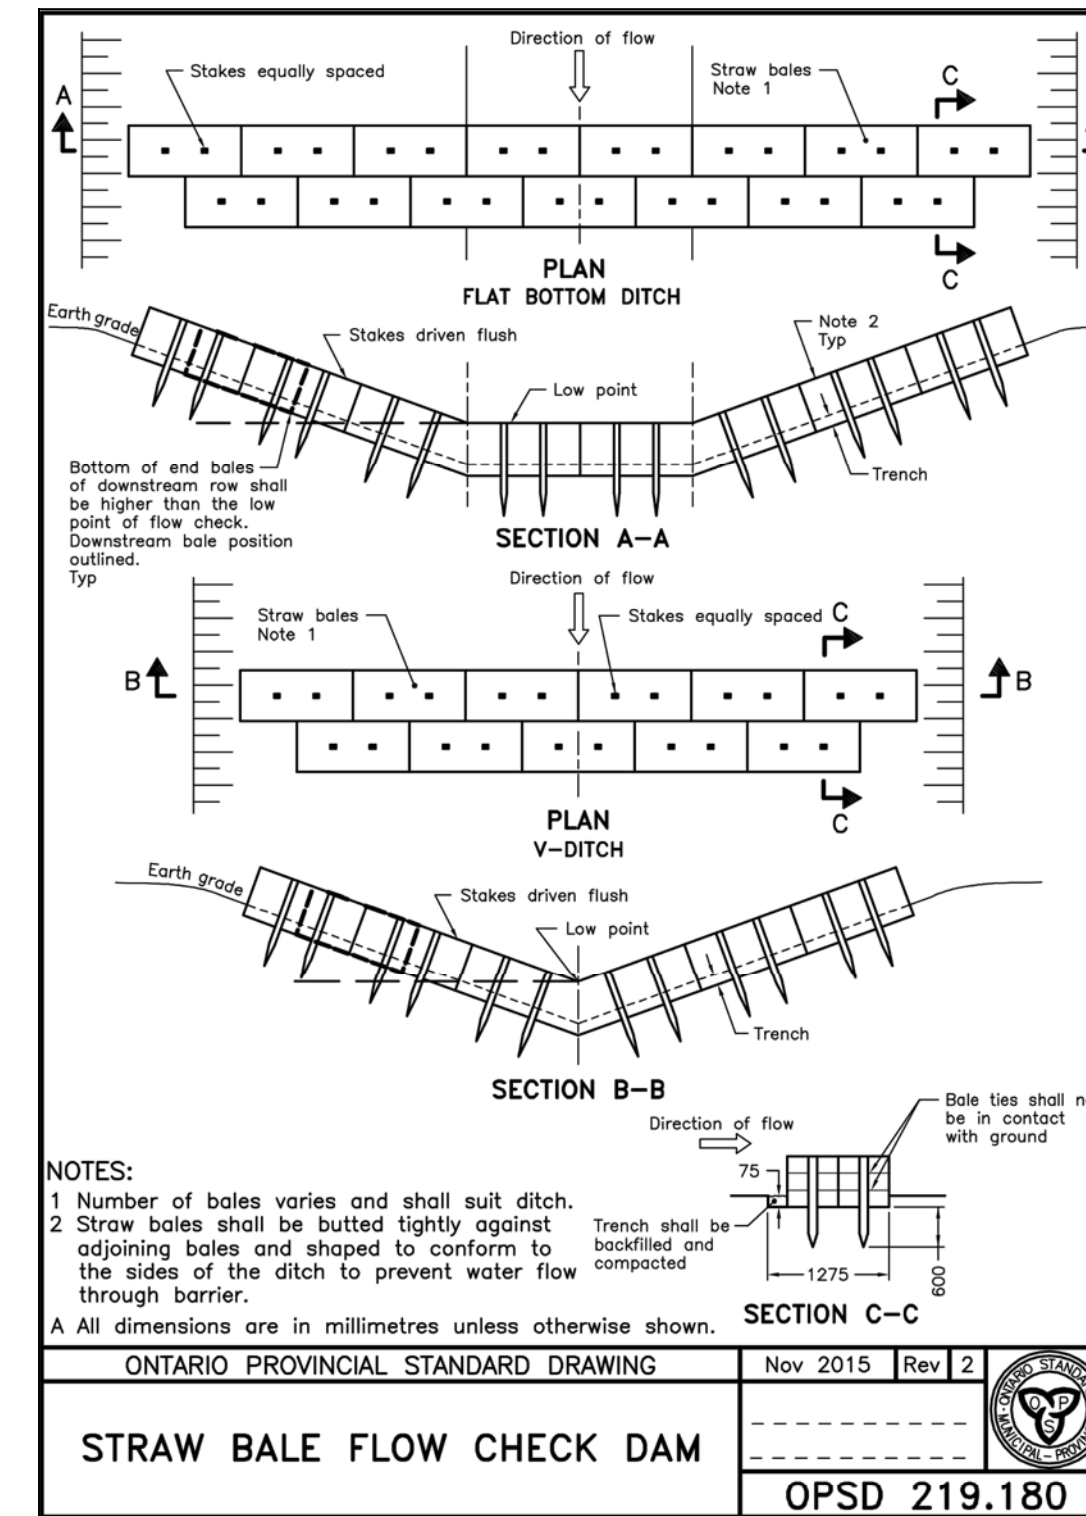 Direction of flow
Stakes equally spaced
Straw bales
Note 1
C
A
C
PLAN
FLAT BOTTOM DITCH
Earth grade
Stakes driven flush
Note 2
Typ
Low point
Trench
Bottom of end bales
of downstream row shall
be higher than the low
point of flow check.
Downstream bale position
outlined.
Typ
SECTION A-A
Direction of flow
Straw bales
Note 1
Stakes equally spaced
C
B
B
C
PLAN
V-DITCH
Earth grade
Stakes driven flush
Low point
Trench
SECTION B-B
Direction of flow
Bale ties shall
be in contact
with ground
75
Trench shall be
backfilled and
compacted
1275
600
SECTION C-C
NOTES:
1 Number of bales varies and shall suit ditch.
2 Straw bales shall be butted tightly against
adjoining bales and shaped to conform to
the sides of the ditch to prevent water flow
through barrier.
A All dimensions are in millimetres unless otherwise shown.
ONTARIO PROVINCIAL STANDARD DRAWING
Nov 2015
Rev
2
STRAW BALE FLOW CHECK DAM
OPSD 219.180
ONTARIO
MUNICIPAL
O P
S